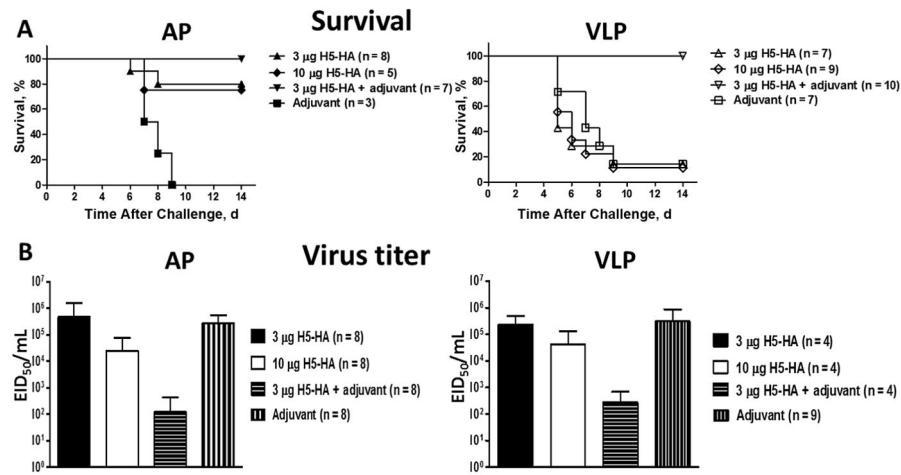 A
Survival
AP
VLP
Survival, %
100
80
60
40
20
0
0 2 4 6 8 10 12 14
Time After Challenge, d
3 µg H5-HA (n = 8)
10 µg H5-HA (n = 5)
3 µg H5-HA + adjuvant (n = 7)
Adjuvant (n = 3)
Survival, %
100
80
60
40
20
0
0 2 4 6 8 10 12 14
Time After Challenge, d
3 µg H5-HA (n = 7)
10 µg H5-HA (n = 9)
3 µg H5-HA + adjuvant (n = 10)
Adjuvant (n = 7)
B
Virus titer
AP
VLP
EID50/mL
10⁷
10⁶
10⁵
10⁴
10³
10²
10¹
10⁰
3 µg H5-HA (n = 8)
10 µg H5-HA (n = 8)
3 µg H5-HA + adjuvant (n = 8)
Adjuvant (n = 8)
EID50/mL
10⁷
10⁶
10⁵
10⁴
10³
10²
10¹
10⁰
3 µg H5-HA (n = 4)
10 µg H5-HA (n = 4)
3 µg H5-HA + adjuvant (n = 4)
Adjuvant (n = 9)